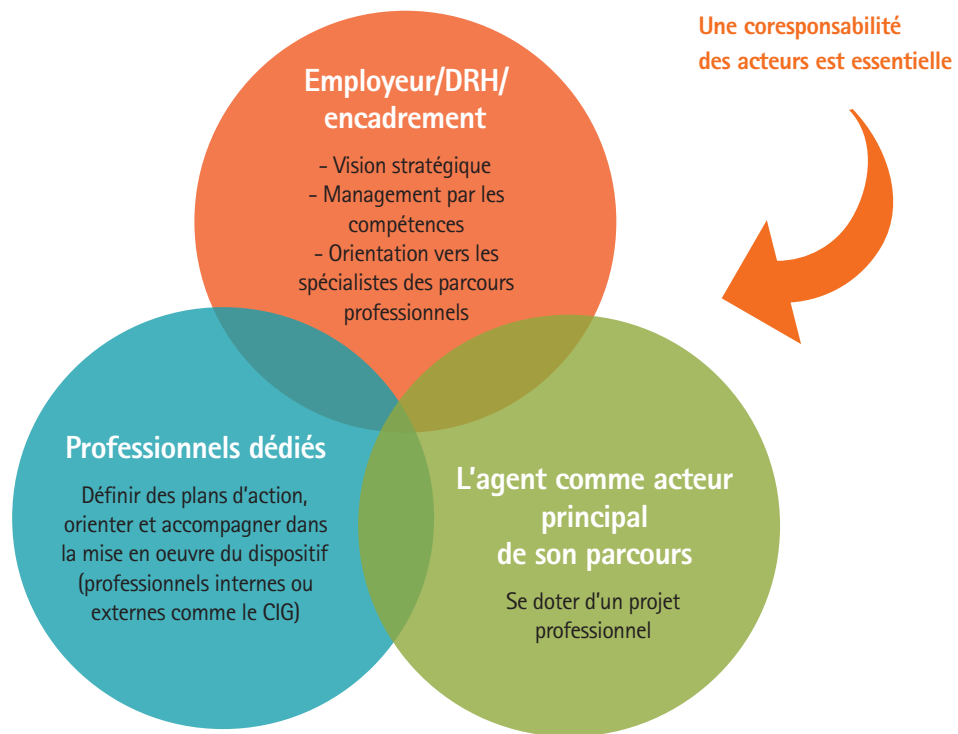 Une coresponsabilité
des acteurs est essentielle
Employeur/DRH/
encadrement
- Vision stratégique
- Management par les
compétences
- Orientation vers les
spécialistes des parcours
professionnels
Professionnels dédiés
Définir des plans d'action,
orienter et accompagner dans
la mise en oeuvre du dispositif
(professionnels internes ou
externes comme le CIG)
L'agent comme acteur
principal
de son parcours
Se doter d'un projet
professionnel